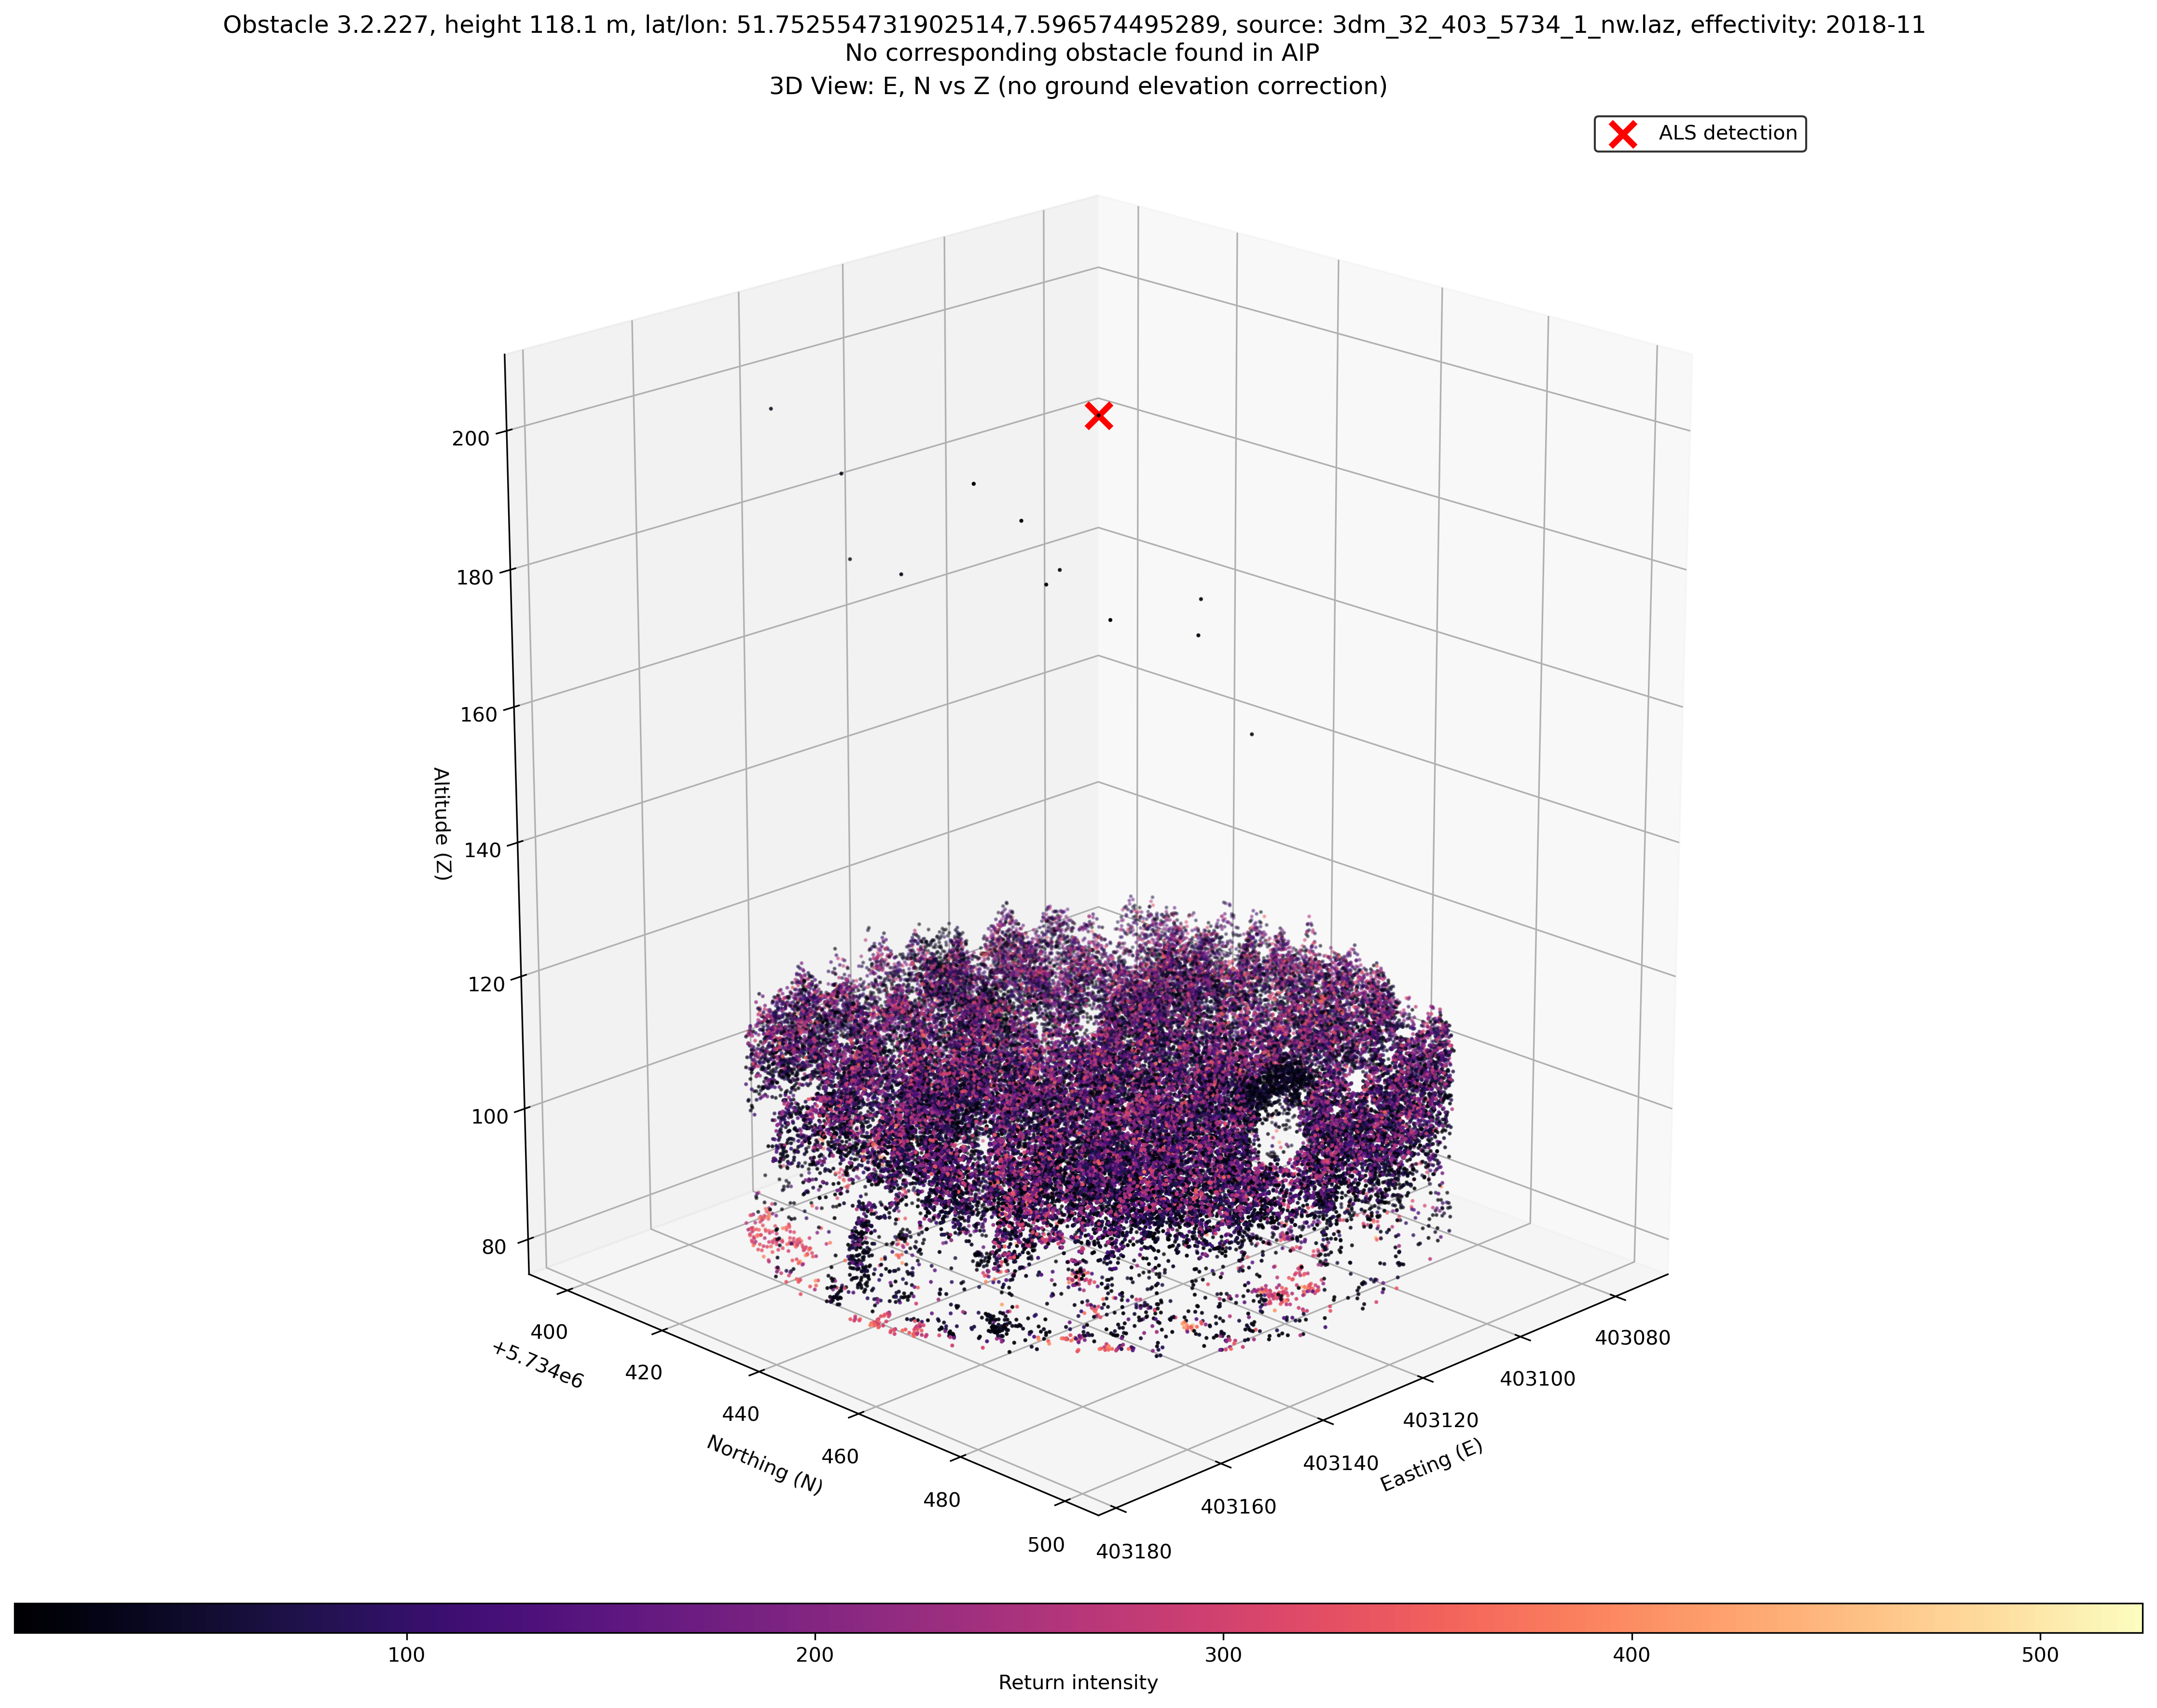 Obstacle 3.2.227, height 118.1 m, lat/lon: 51.752554731902514,7.596574495289, source: 3dm_32_403_5734_1_nw.laz, effectivity: 2018-11
No corresponding obstacle found in AIP
3D View: E, N vs Z (no ground elevation correction)
ALS detection
200
180
160
140
120
100
80
Altitude (Z)
400
420
440
460
480
500
+5.734e6
Northing (N)
403080
403100
403120
403140
403160
403180
Easting (E)
100
200
300
400
500
Return intensity